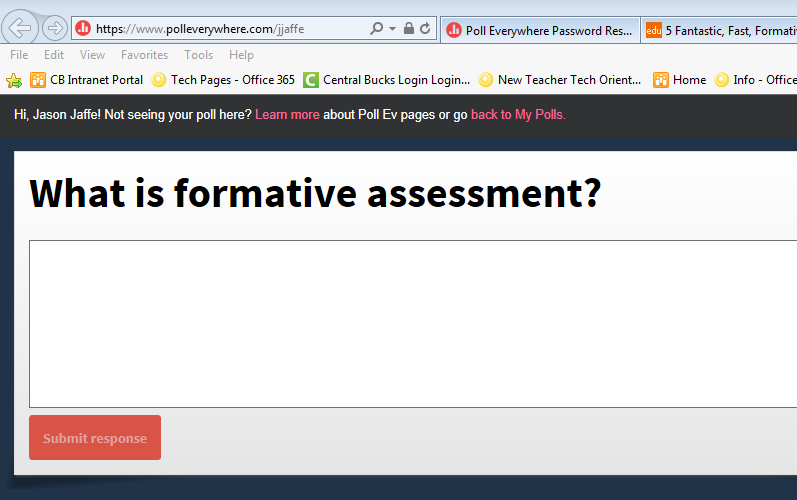 https://www.polleverywhere.com/jjaffe
Poll Everywhere Password Res...
edu 5 Fantastic, Fast, Formati
File Edit View Favorites Tools Help
CB Intranet Portal Tech Pages - Office 365 Central Bucks Login Login... New Teacher Tech Orient... Home Info - Office
Hi, Jason Jaffe! Not seeing your poll here? Learn more about Poll Ev pages or go back to My Polls.
What is formative assessment?
Submit response